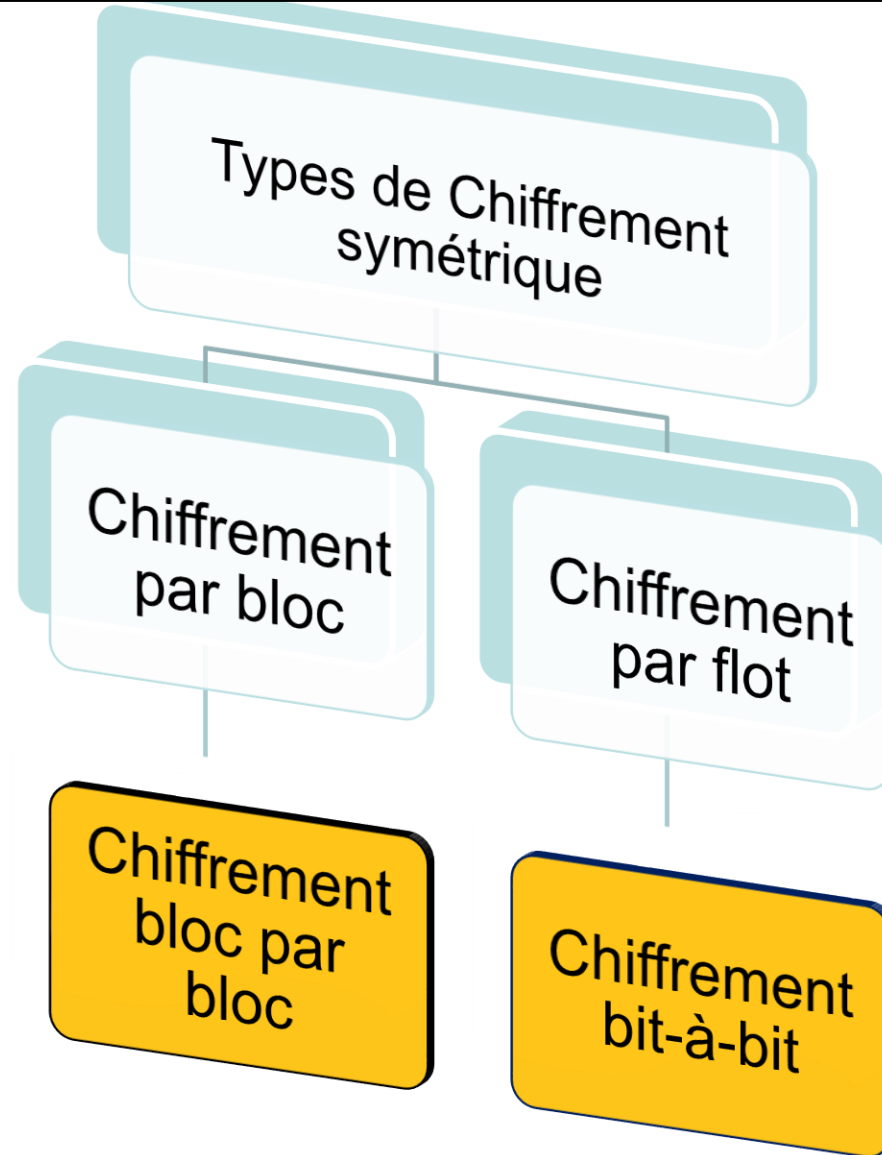 Types de Chiffrement
symétrique
Chiffrement
par bloc
Chiffrement
par flot
Chiffrement
bloc par
bloc
Chiffrement
bit-à-bit